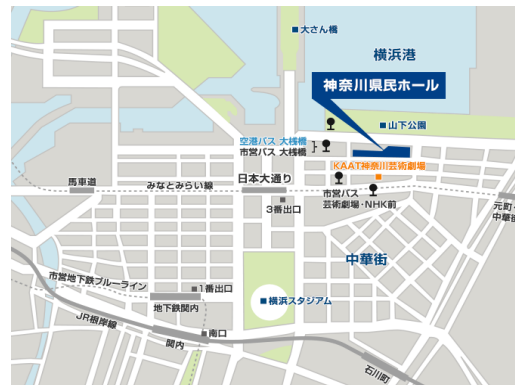 大さん橋
横浜港
神奈川県民ホール
山下公園
空港バス 大桟橋
市営バス 大桟橋
KAAT神奈川芸術劇場
馬車道
みなとみらい線
日本大通り
市営バス
芸術劇場・NHK前
3番出口
元町・
中華街
中華街
市営地下鉄ブルーライン
1番出口
地下鉄関内
横浜スタジアム
JR根岸線
南口
関内
石川町